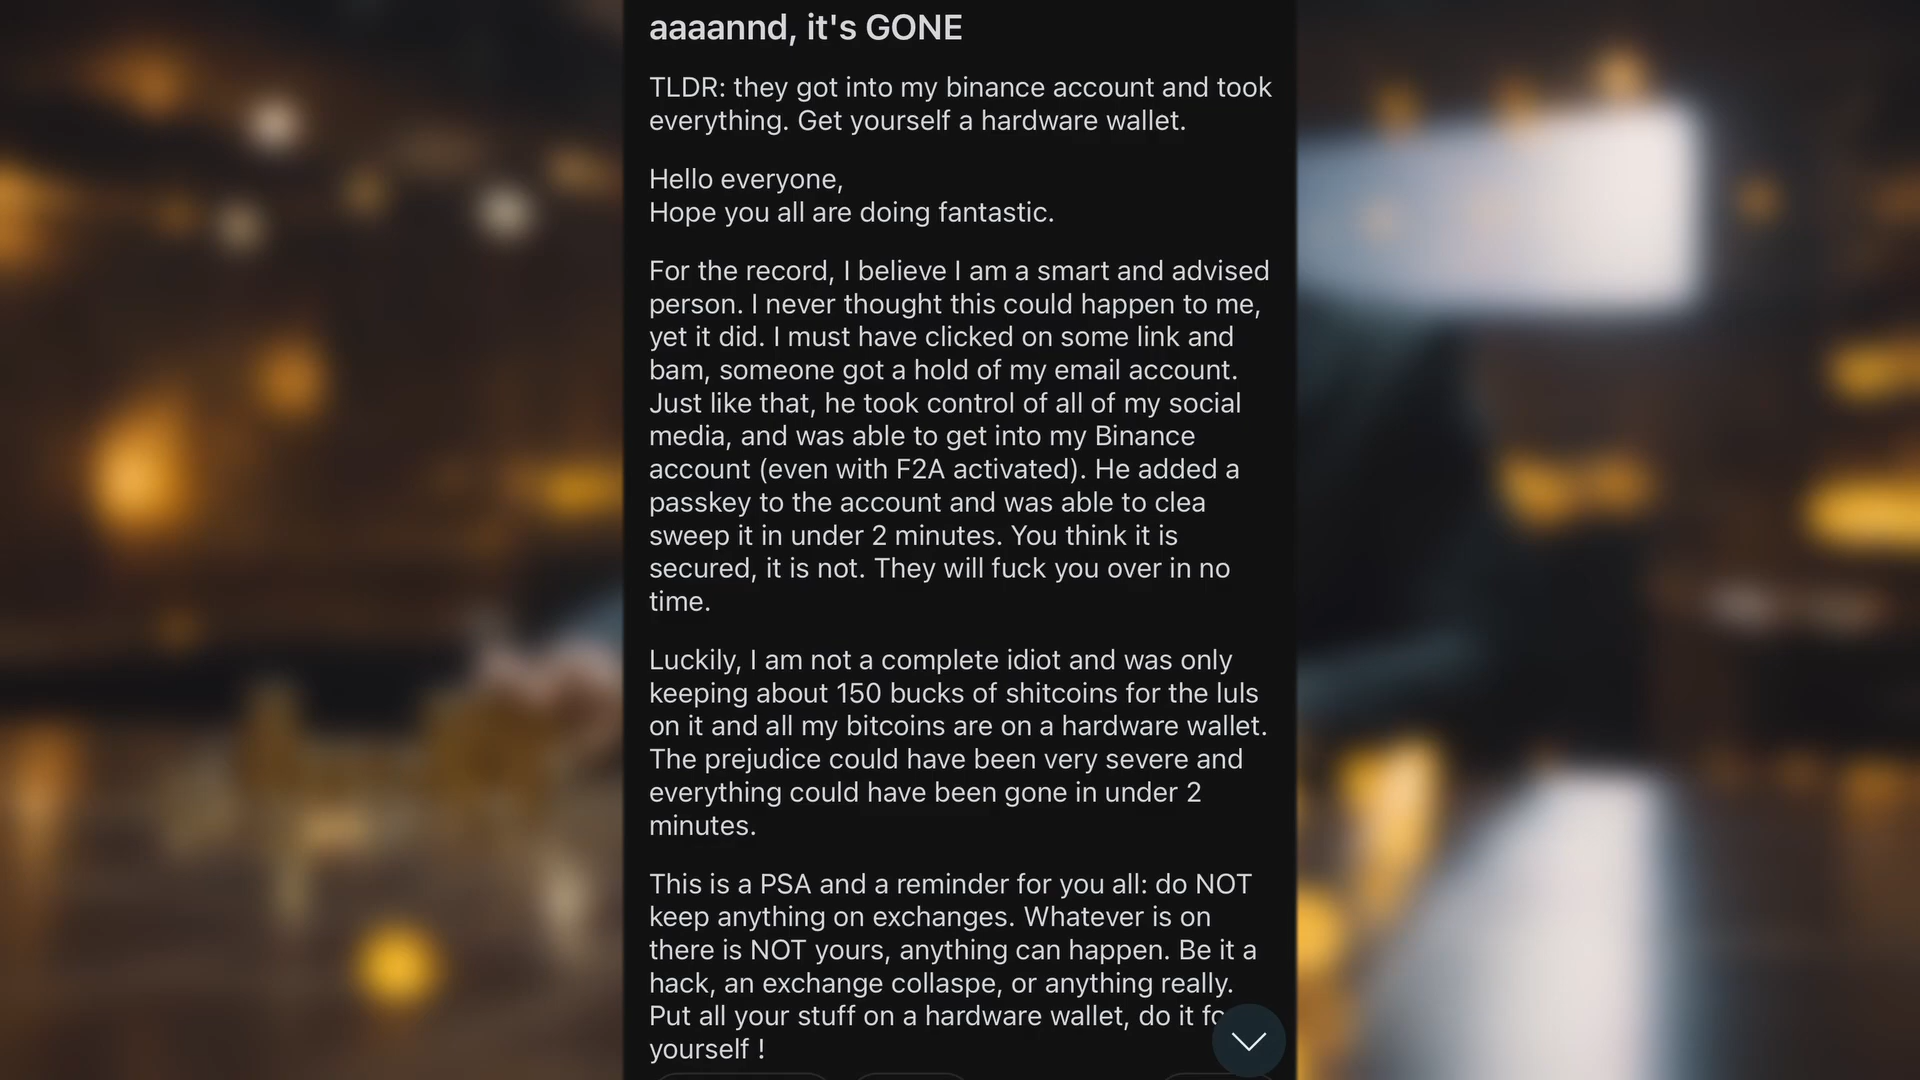 aaaannd, it's GONE
TLDR: they got into my binance account and took
everything. Get yourself a hardware wallet.
Hello everyone,
Hope you all are doing fantastic.
For the record, I believe I am a smart and advised
person. I never thought this could happen to me,
yet it did. I must have clicked on some link and
bam, someone got a hold of my email account.
Just like that, he took control of all of my social
media, and was able to get into my Binance
account (even with F2A activated). He added a
passkey to the account and was able to clea
sweep it in under 2 minutes. You think it is
secured, it is not. They will fuck you over in no
time.
Luckily, I am not a complete idiot and was only
keeping about 150 bucks of shitcoins for the luls
on it and all my bitcoins are on a hardware wallet.
The prejudice could have been very severe and
everything could have been gone in under 2
minutes.
This is a PSA and a reminder for you all: do NOT
keep anything on exchanges. Whatever is on
there is NOT yours, anything can happen. Be it a
hack, an exchange collaspe, or anything really.
Put all your stuff on a hardware wallet, do it
yourself !